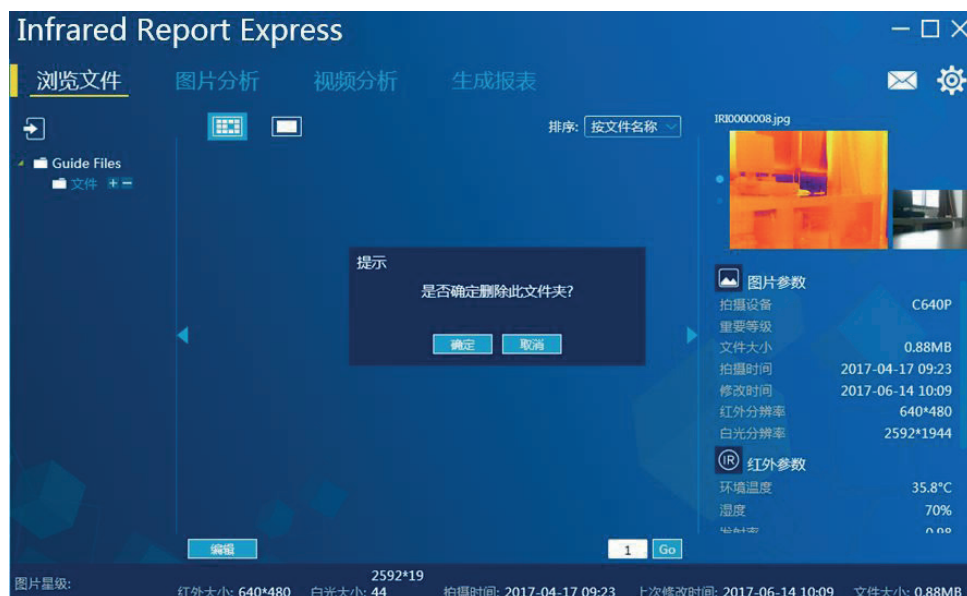 Infrared Report Express
浏览文件 图片分析 视频分析 生成报表
排序: 按文件名称
IRI0000008.jpg
Guide Files
文件
提示
是否确定删除此文件夹?
确定 取消
图片参数
拍摄设备 C640P
重要等级
文件大小 0.88MB
拍摄时间 2017-04-17 09:23
修改时间 2017-06-14 10:09
红外分辨率 640*480
白光分辨率 2592*1944
IR 红外参数
环境温度 35.8°C
湿度 70%
发射率 0.98
编辑 1 Go
图片星级:
红外大小: 640*480 白光大小: 2592*19
44 拍摄时间: 2017-04-17 09:23 上次修改时间: 2017-06-14 10:09 文件大小: 0.88MB